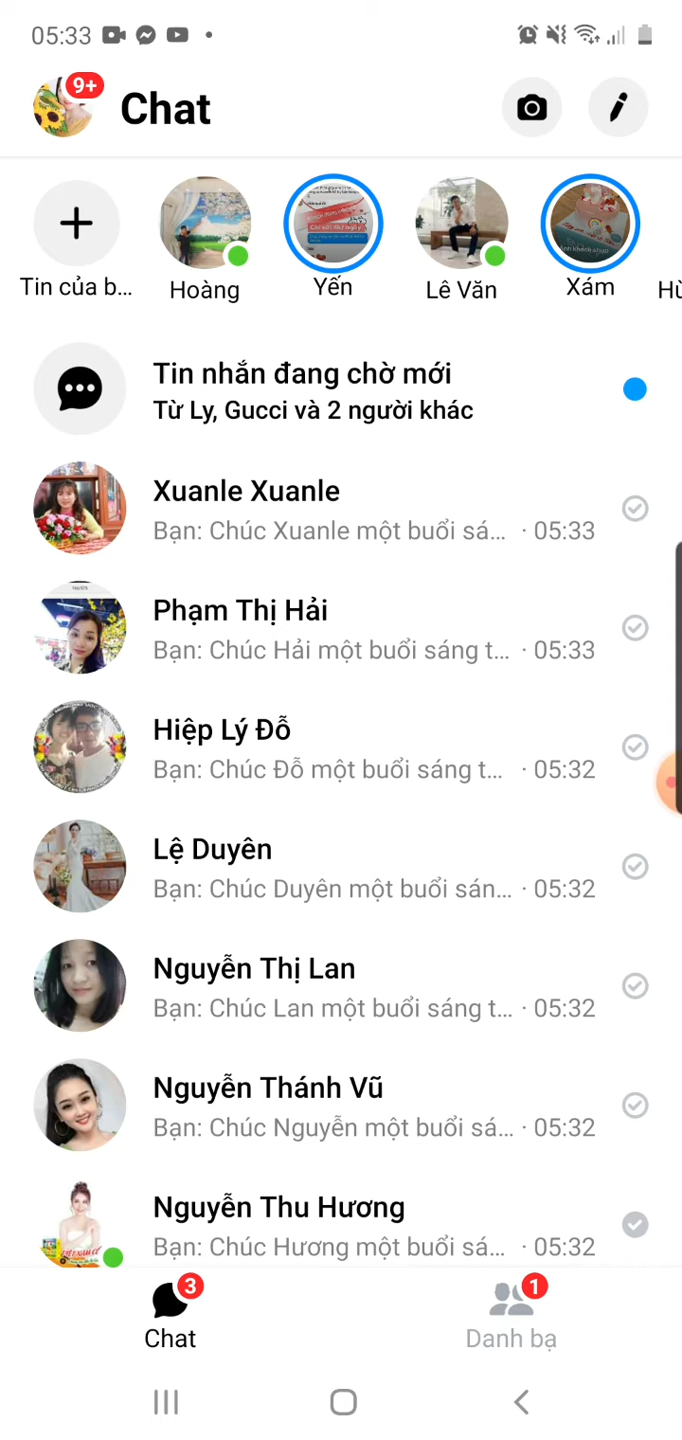 05:33
9+
Chat
Tin của b...
Hoàng
Yến
Lê Văn
Xám
Tin nhắn đang chờ mới
Từ Ly, Gucci và 2 người khác
Xuanle Xuanle
Bạn: Chúc Xuanle một buổi sá... · 05:33
Phạm Thị Hải
Bạn: Chúc Hải một buổi sáng t... · 05:33
Hiệp Lý Đỗ
Bạn: Chúc Đỗ một buổi sáng t... · 05:32
Lệ Duyên
Bạn: Chúc Duyên một buổi sán... · 05:32
Nguyễn Thị Lan
Bạn: Chúc Lan một buổi sáng t... · 05:32
Nguyễn Thánh Vũ
Bạn: Chúc Nguyễn một buổi sá... · 05:32
Nguyễn Thu Hương
Bạn: Chúc Hương một buổi sá... · 05:32
3
1
Chat
Danh bạ